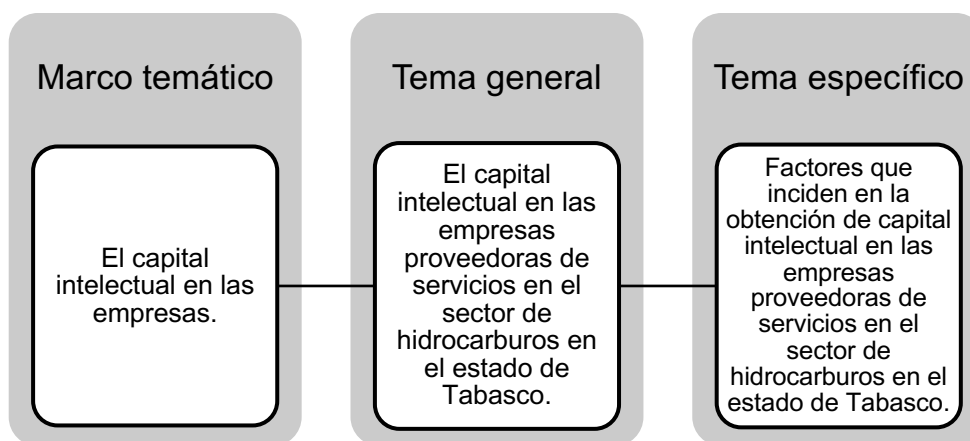 Marco temático
El capital
intelectual en las
empresas.
Tema general
El capital
intelectual en las
empresas
proveedoras de
servicios en el
sector de
hidrocarburos en
el estado de
Tabasco.
Tema específico
Factores que
inciden en la
obtención de capital
intelectual en las
empresas
proveedoras de
servicios en el
sector de
hidrocarburos en el
estado de Tabasco.